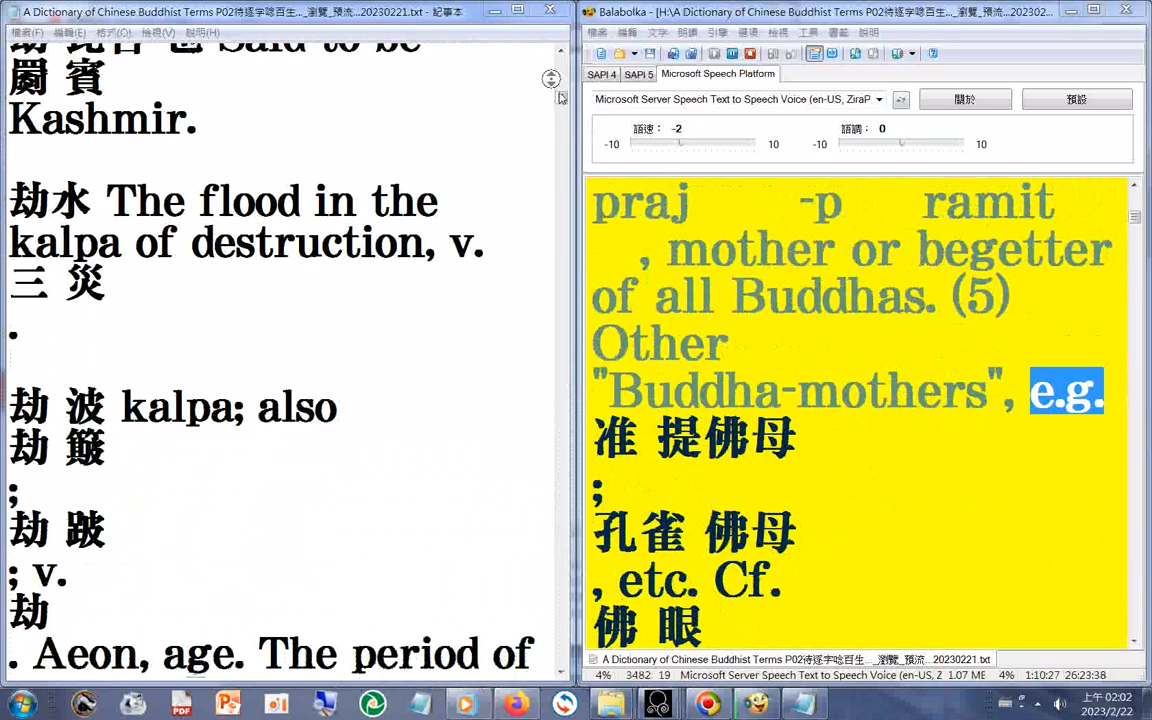 A Dictionary of Chinese Buddhist Terms P02待逐字唸百生..._瀏覽_預流...20230221.txt - 記事本
檔案(F) 編輯(E) 格式(O) 檢視(V) 說明(H)
Said to be
罽 賓
Kashmir.
劫水 The flood in the
kalpa of destruction, v.
三 災
.
劫 波 kalpa; also
劫 簸
;
劫 跛
; v.
劫
. Aeon, age. The period of
Balabolka - [H:\A Dictionary of Chinese Buddhist Terms P02待逐字唸百生..._瀏覽_預流...202302...
檔案 編輯 文字 朗讀 引擎 選項 檢視 工具 書籤 說明
SAPI 4 SAPI 5 Microsoft Speech Platform
Microsoft Server Speech Text to Speech Voice (en-US, ZiraP
關於
預設
語速： -2
語調： 0
-10 10 -10 10
praj -p ramit
, mother or begetter
of all Buddhas. (5)
Other
"Buddha-mothers", e.g.
准 提佛母
;
孔雀 佛母
, etc. Cf.
佛 眼
A Dictionary of Chinese Buddhist Terms P02待逐字唸百生..._瀏覽_預流...20230221.txt
4% 3482: 19 Microsoft Server Speech Text to Speech Voice (en-US, Z 1.07 ME 4% 1:10:27 26:23:38
上午 02:02
2023/2/22